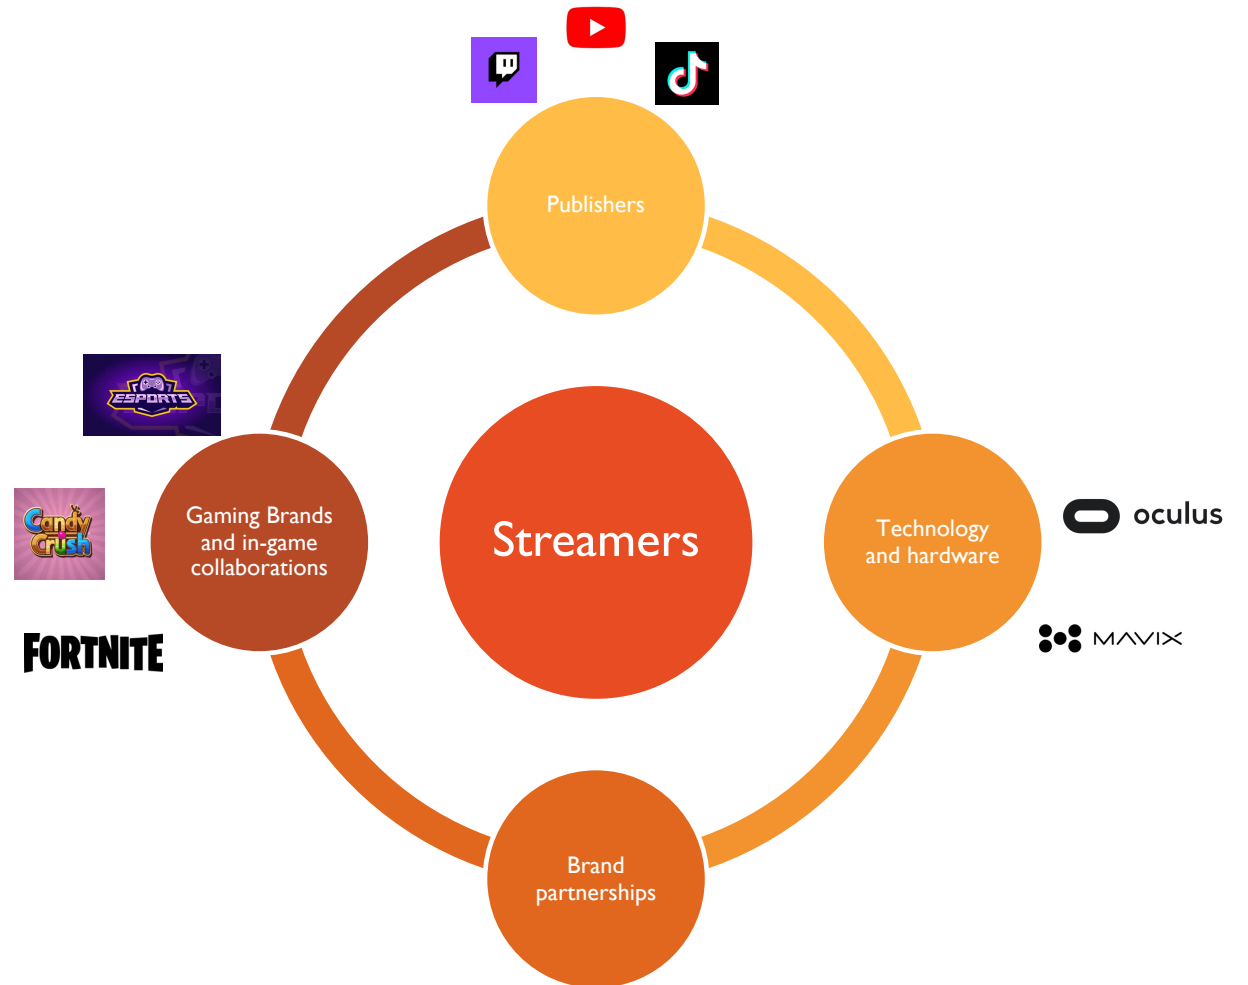 Publishers
ESPORTS
Gaming Brands
and in-game
collaborations
Candy
Crush
FORTNITE
Streamers
Technology
and hardware
oculus
MAVIX
Brand
partnerships